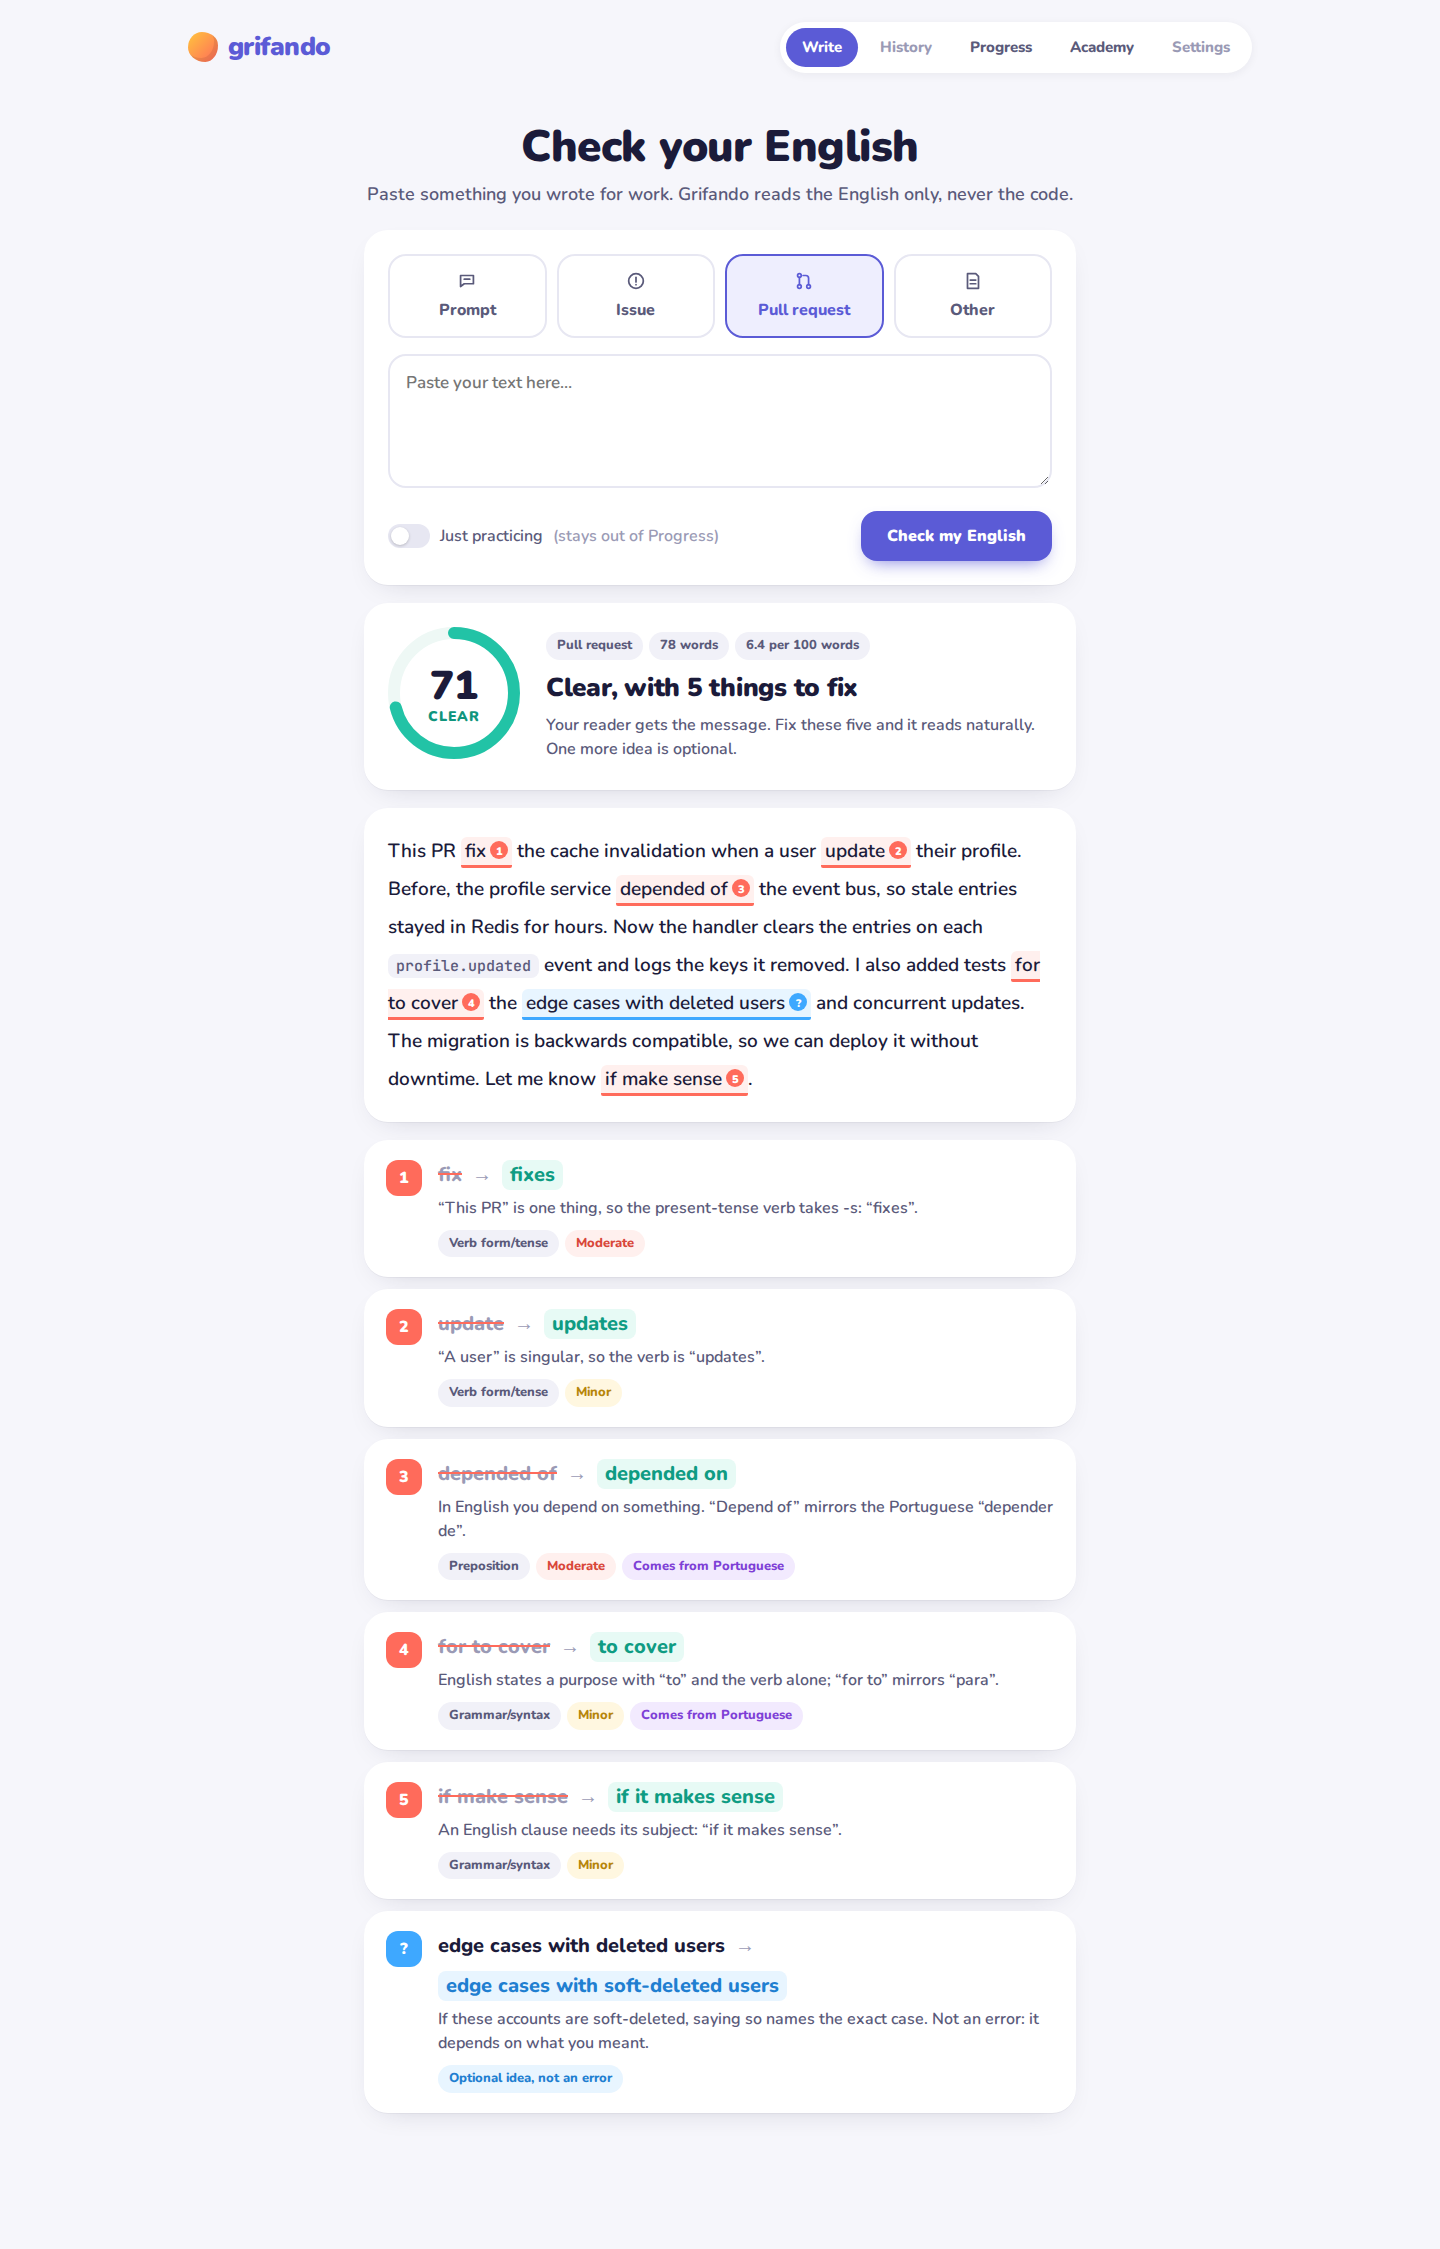 grifando
Write History Progress Academy Settings
Check your English
Paste something you wrote for work. Grifando reads the English only, never the code.
Prompt Issue Pull request Other
Paste your text here...
Just practicing (stays out of Progress) Check my English
71
CLEAR
Pull request 78 words 6.4 per 100 words
Clear, with 5 things to fix
Your reader gets the message. Fix these five and it reads naturally.
One more idea is optional.
This PR fix 1 the cache invalidation when a user update 2 their profile.
Before, the profile service depended of 3 the event bus, so stale entries
stayed in Redis for hours. Now the handler clears the entries on each
profile.updated event and logs the keys it removed. I also added tests for
to cover 4 the edge cases with deleted users ? and concurrent updates.
The migration is backwards compatible, so we can deploy it without
downtime. Let me know if make sense 5 .
1 fix → fixes
“This PR” is one thing, so the present-tense verb takes -s: “fixes”.
Verb form/tense Moderate
2 update → updates
“A user” is singular, so the verb is “updates”.
Verb form/tense Minor
3 depended of → depended on
In English you depend on something. “Depend of” mirrors the Portuguese “depender
de”.
Preposition Moderate Comes from Portuguese
4 for to cover → to cover
English states a purpose with “to” and the verb alone; “for to” mirrors “para”.
Grammar/syntax Minor Comes from Portuguese
5 if make sense → if it makes sense
An English clause needs its subject: “if it makes sense”.
Grammar/syntax Minor
? edge cases with deleted users →
edge cases with soft-deleted users
If these accounts are soft-deleted, saying so names the exact case. Not an error: it
depends on what you meant.
Optional idea, not an error